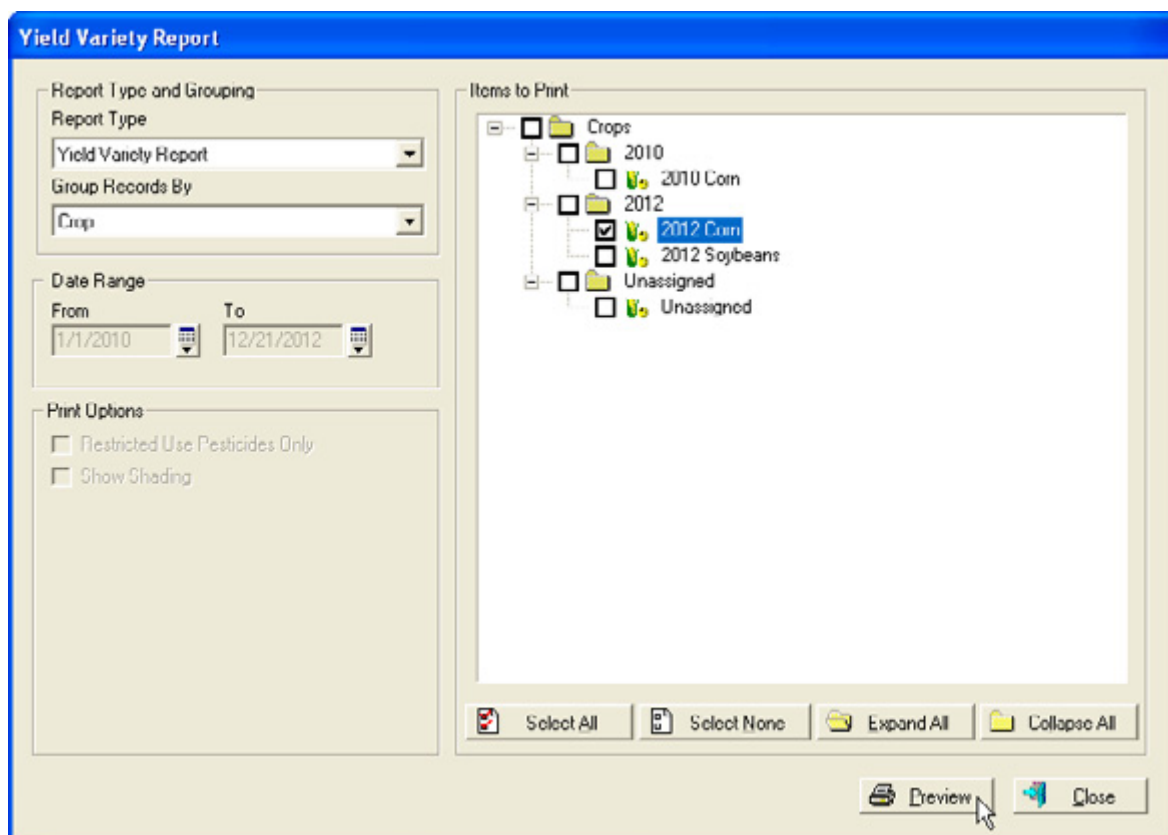 Yield Variety Report
Report Type and Grouping
Report Type
Yield Variety Report
Group Records By
Crop
Date Range
From To
1/1/2010 12/21/2012
Print Options
Restricted Use Pesticides Only
Show Shading
Items to Print
Crops
2010
2010 Corn
2012
2012 Corn
2012 Soybeans
Unassigned
Unassigned
Select All Select None Expand All Collapse All
Preview Close